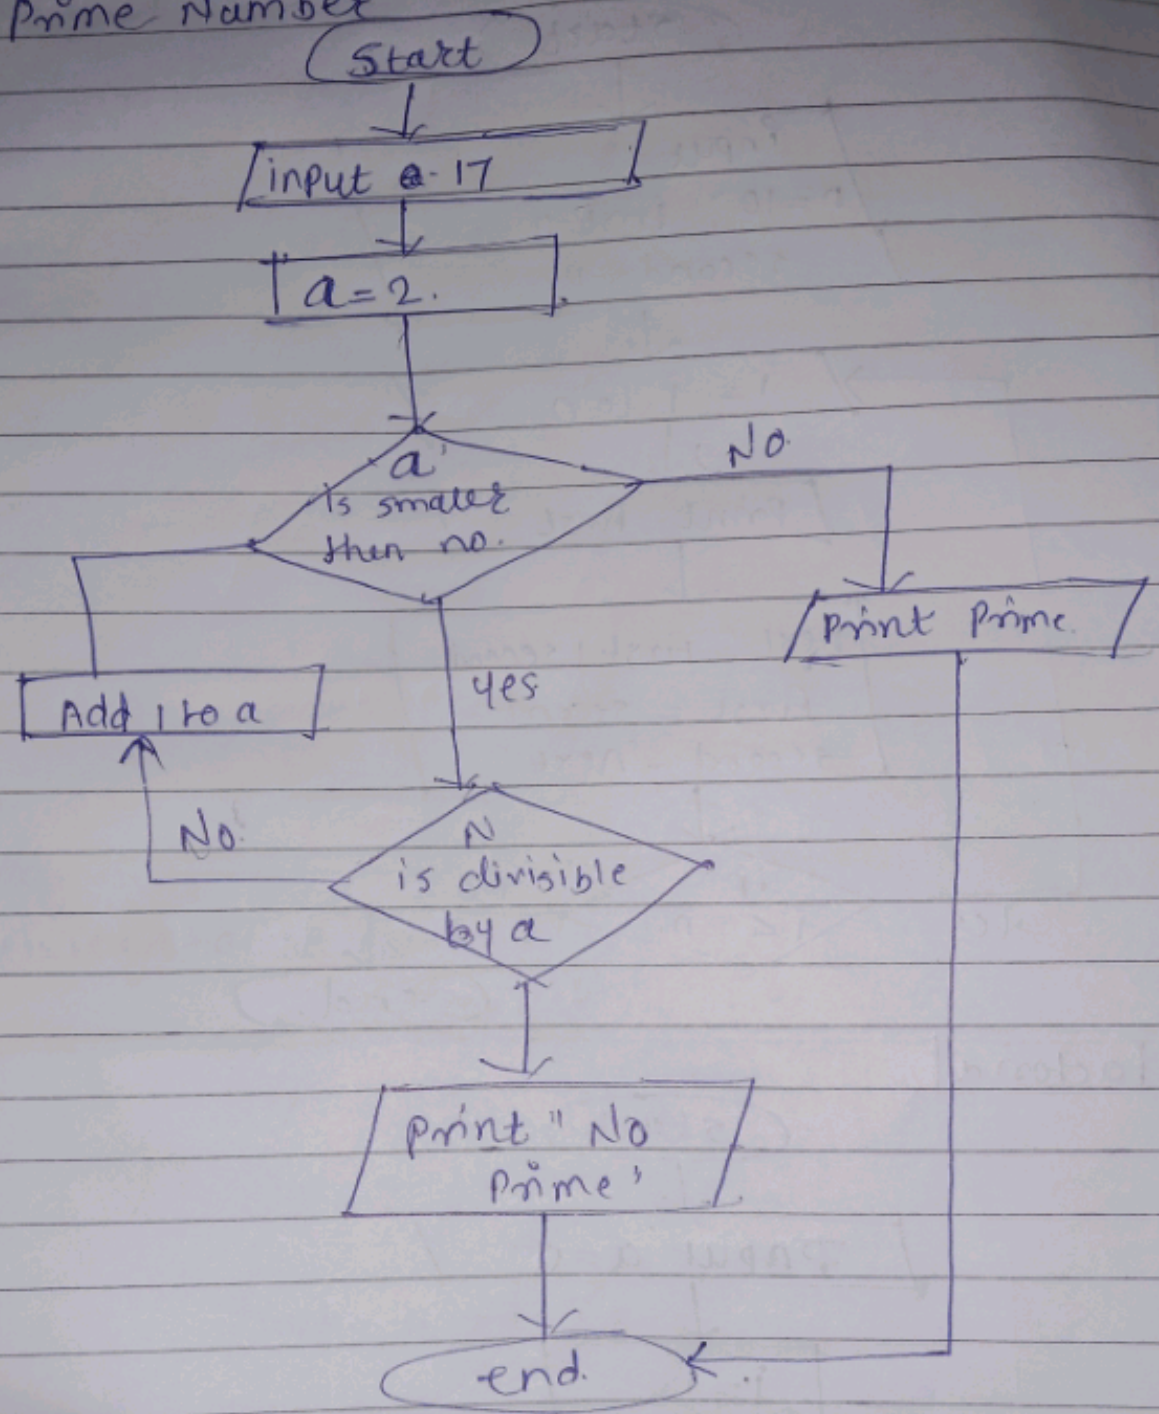 Prime Number
Start
input a. 17
a = 2.
a
is smaler
then no.
No.
Print Prime.
Add 1 to a
yes
No.
N
is divisible
by a
Print " No
Prime'
end.